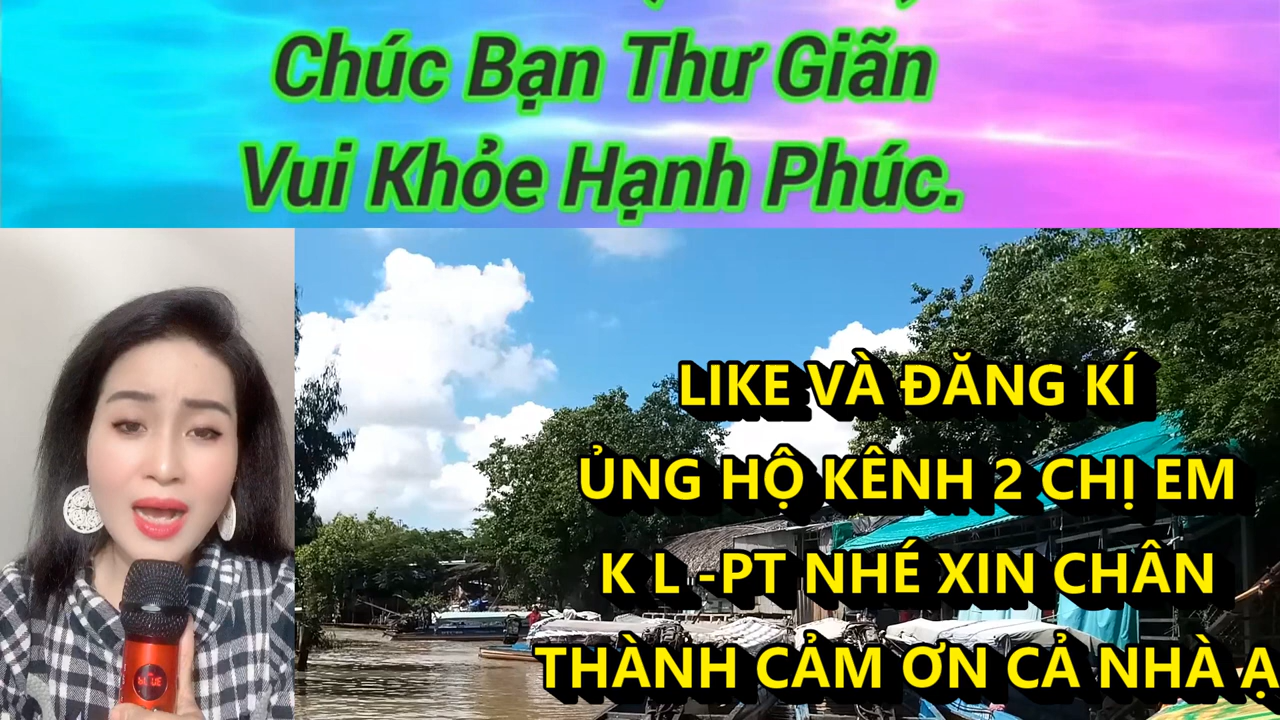 Chúc Bạn Thư Giãn
Vui Khỏe Hạnh Phúc.
LIKE VÀ ĐĂNG KÍ
ỦNG HỘ KÊNH 2 CHỊ EM
K L -PT NHÉ XIN CHÂN
THÀNH CẢM ƠN CẢ NHÀ Ạ